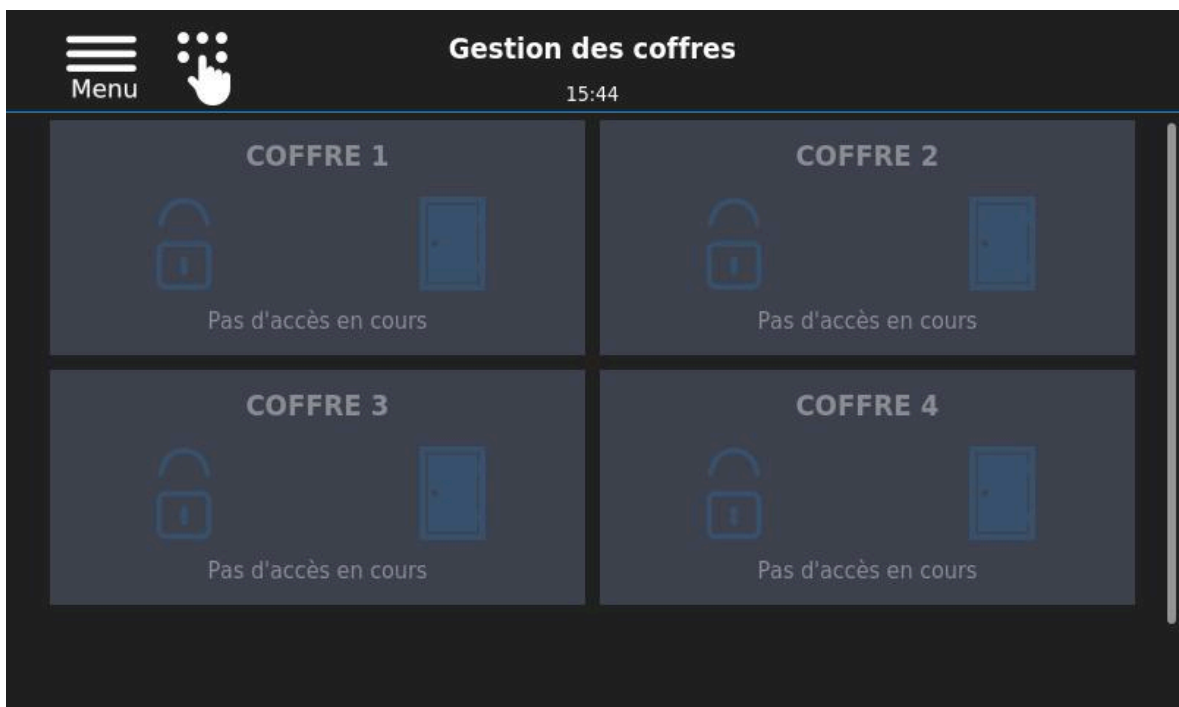 Gestion des coffres
Menu
15:44
COFFRE 1
COFFRE 2
Pas d'accès en cours
Pas d'accès en cours
COFFRE 3
COFFRE 4
Pas d'accès en cours
Pas d'accès en cours